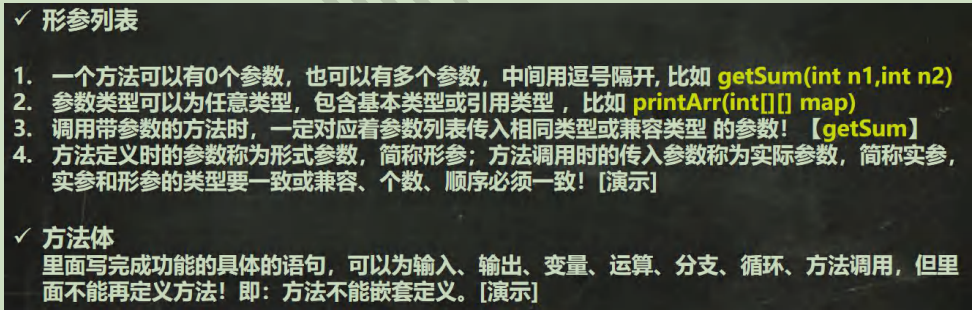 ✓ 形参列表
1. 一个方法可以有0个参数，也可以有多个参数，中间用逗号隔开, 比如 getSum(int n1,int n2)
2. 参数类型可以为任意类型，包含基本类型或引用类型 ，比如 printArr(int[][] map)
3. 调用带参数的方法时，一定对应着参数列表传入相同类型或兼容类型 的参数！【getSum】
4. 方法定义时的参数称为形式参数，简称形参；方法调用时的传入参数称为实际参数，简称实参，
实参和形参的类型要一致或兼容、个数、顺序必须一致！[演示]
✓ 方法体
里面写完成功能的具体的语句，可以为输入、输出、变量、运算、分支、循环、方法调用，但里
面不能再定义方法！即：方法不能嵌套定义。[演示]